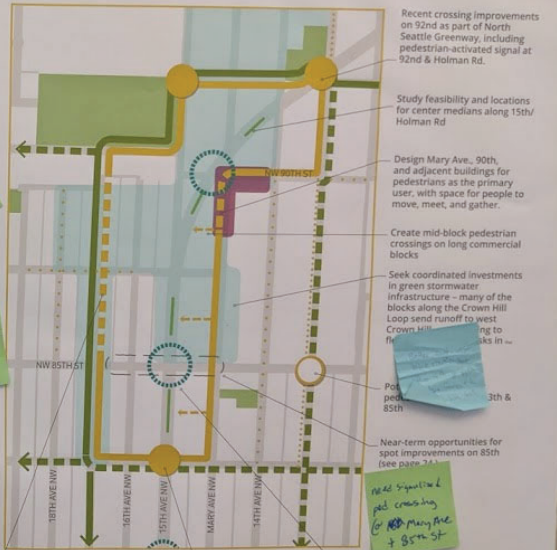 Recent crossing improvements
on 92nd as part of North
Seattle Greenway, including
pedestrian-activated signal at
92nd & Holman Rd.
Study feasibility and locations
for center medians along 15th/
Holman Rd
Design Mary Ave., 90th,
and adjacent buildings for
pedestrians as the primary
user, with space for people to
move, meet, and gather.
NW 90TH ST
Create mid-block pedestrian
crossings on long commercial
blocks
Seek coordinated investments
in green stormwater
infrastructure – many of the
blocks along the Crown Hill
Loop send runoff to west
Crown Hill
NW 85TH ST
85th
Near-term opportunities for
spot improvements on 85th
(see page
need signalized
ped crossing
@ Mary Ave
+ 85th St
18TH AVE NW
16TH AVE NW
15TH AVE NW
MARY AVE NW
14TH AVE NW